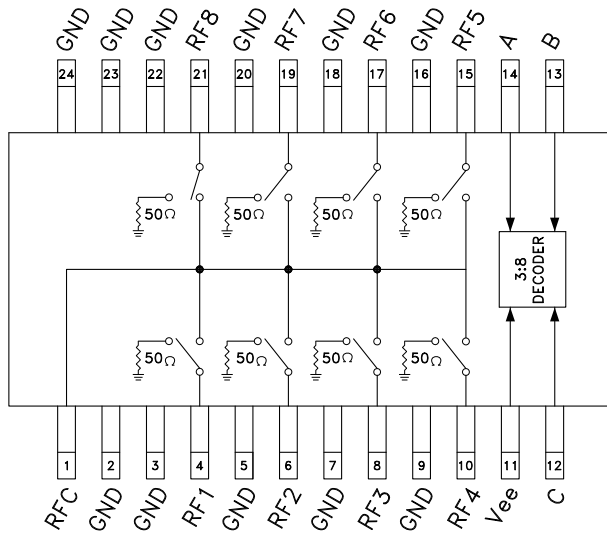 GND GND GND RF8 GND RF7 GND RF6 GND RF5 A B
24 23 22 21 20 19 18 17 16 15 14 13
50Ω 50Ω 50Ω 50Ω
3:8
DECODER
50Ω 50Ω 50Ω 50Ω
1 2 3 4 5 6 7 8 9 10 11 12
RFC GND GND RF1 GND RF2 GND RF3 GND RF4 Vee C